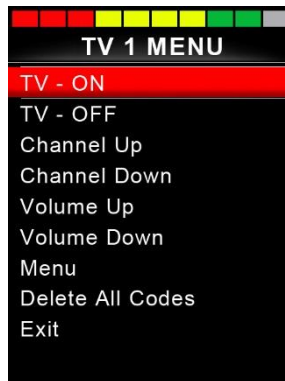 TV 1 MENU
TV - ON
TV - OFF
Channel Up
Channel Down
Volume Up
Volume Down
Menu
Delete All Codes
Exit